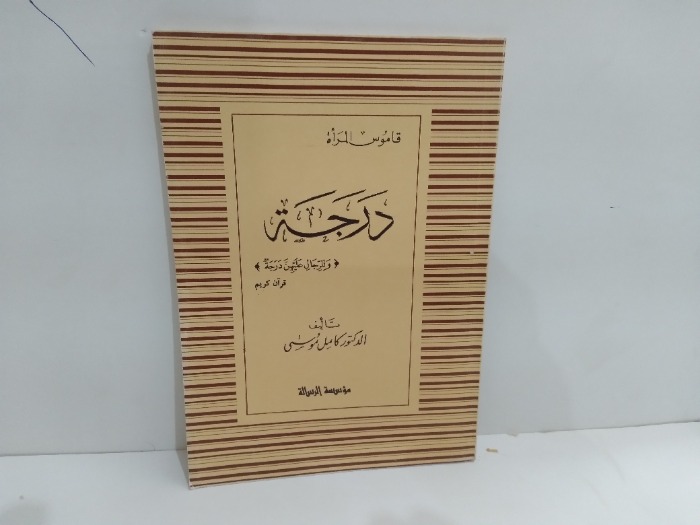 قاموس المرأة
درجة
﴿ وللرجال عليهن درجة ﴾
قرآن كريم
تأليف
الدكتور كامل موسى
مؤسسة الرسالة